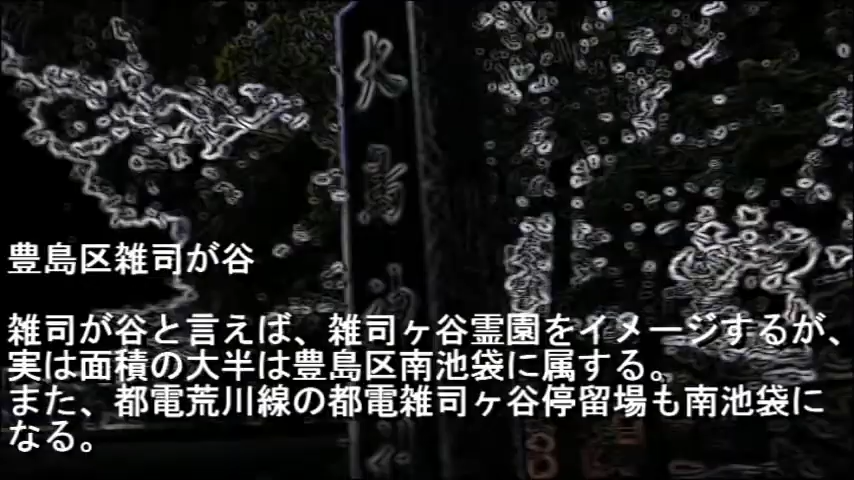 大鳥神
豊島区雑司が谷
雑司が谷と言えば、雑司ヶ谷霊園をイメージするが、
実は面積の大半は豊島区南池袋に属する。
また、都電荒川線の都電雑司ヶ谷停留場も南池袋に
なる。